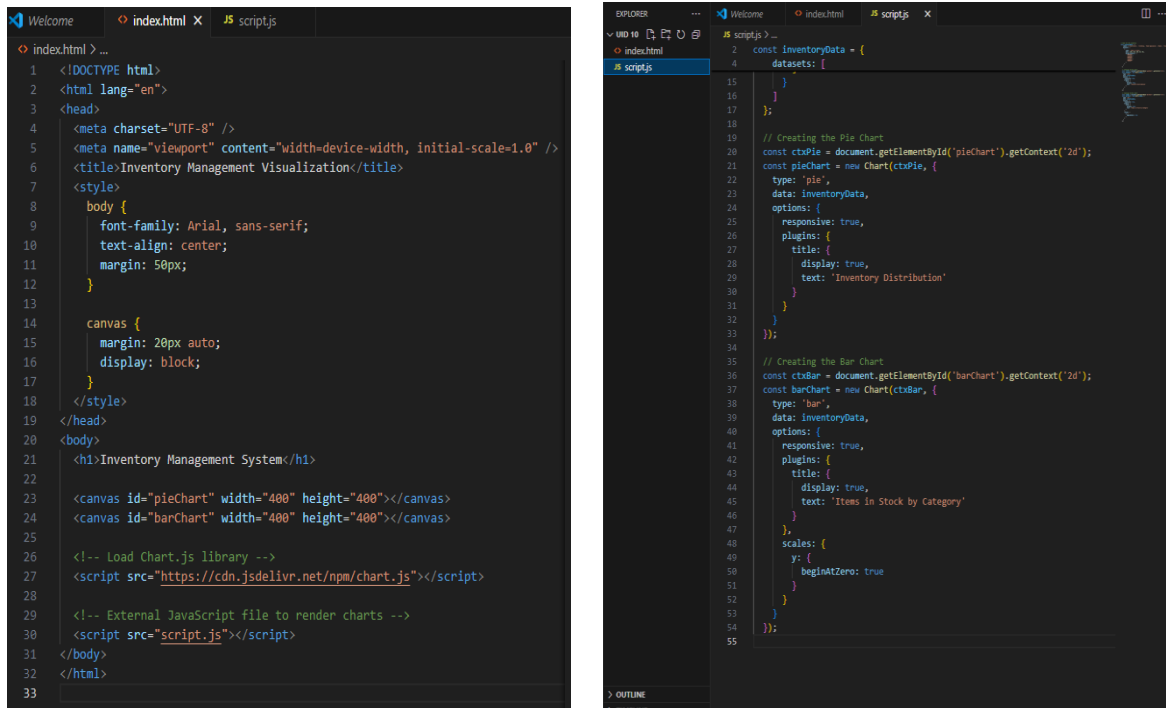 Welcome
index.html X
JS script.js
index.html > ...
1 <!DOCTYPE html>
2 <html lang="en">
3 <head>
4 <meta charset="UTF-8" />
5 <meta name="viewport" content="width=device-width, initial-scale=1.0" />
6 <title>Inventory Management Visualization</title>
7 <style>
8 body {
9 font-family: Arial, sans-serif;
10 text-align: center;
11 margin: 50px;
12 }
13
14 canvas {
15 margin: 20px auto;
16 display: block;
17 }
18 </style>
19 </head>
20 <body>
21 <h1>Inventory Management System</h1>
22
23 <canvas id="pieChart" width="400" height="400"></canvas>
24 <canvas id="barChart" width="400" height="400"></canvas>
25
26 <!-- Load Chart.js library -->
27 <script src="https://cdn.jsdelivr.net/npm/chart.js"></script>
28
29 <!-- External JavaScript file to render charts -->
30 <script src="script.js"></script>
31 </body>
32 </html>
33
EXPLORER ...
UID 10
index.html
JS script.js
OUTLINE
Welcome
index.html
JS script.js X
JS script.js > ...
2 const inventoryData = {
4 datasets: [
15 }
16 ]
17 };
18
19 // Creating the Pie Chart
20 const ctxPie = document.getElementById('pieChart').getContext('2d');
21 const pieChart = new Chart(ctxPie, {
22 type: 'pie',
23 data: inventoryData,
24 options: {
25 responsive: true,
26 plugins: {
27 title: {
28 display: true,
29 text: 'Inventory Distribution'
30 }
31 }
32 }
33 });
34
35 // Creating the Bar Chart
36 const ctxBar = document.getElementById('barChart').getContext('2d');
37 const barChart = new Chart(ctxBar, {
38 type: 'bar',
39 data: inventoryData,
40 options: {
41 responsive: true,
42 plugins: {
43 title: {
44 display: true,
45 text: 'Items in Stock by Category'
46 }
47 },
48 scales: {
49 y: {
50 beginAtZero: true
51 }
52 }
53 }
54 });
55